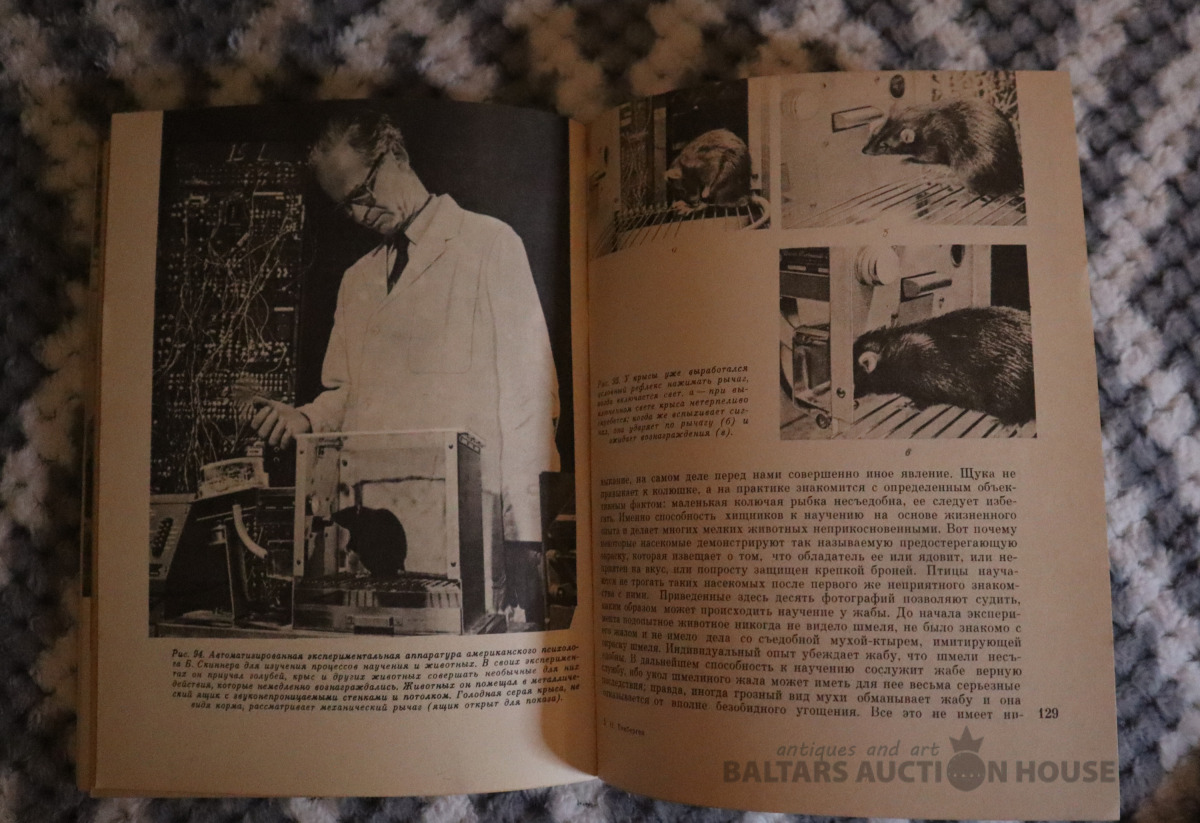 Рис. 94. Автоматизированная экспериментальная аппаратура американского психоло-
га Б. Скиннера для изучения процессов научения и животных. В своих эксперимен-
тах он приучал голубей, крыс и других животных совершать необычные для них
действия, которые немедленно вознаграждались. Животных он помещал в металличе-
ский ящик с звуконепроницаемыми стенками и потолком. Голодная серая крыса, не
видя корма, рассматривает механический рычаг (ящик открыт для показа).
а
б
в
Рис. У крысы уже выработался
условный рефлекс нажимать рычаг,
когда включается свет. а — при вы-
ключенном свете крыса нетерпеливо
когда же вспыхивает сиг-
нал, она ударяет по рычагу (б) и
ожидает вознаграждения (в).
на самом деле перед нами совершенно иное явление. Щука не
привыкает к колюшке, а на практике знакомится с определенным объек-
тивным фактом: маленькая колючая рыбка несъедобна, ее следует избе-
гать. Именно способность хищников к научению на основе жизненного
опыта и делает многих мелких животных неприкосновенными. Вот почему
некоторые насекомые демонстрируют так называемую предостерегающую
окраску, которая извещает о том, что обладатель ее или ядовит, или не-
приятен на вкус, или попросту защищен крепкой броней. Птицы науча-
ются не трогать таких насекомых после первого же неприятного знаком-
ства с ними. Приведенные здесь десять фотографий позволяют судить,
каким образом может происходить научение у жабы. До начала экспери-
мента подопытное животное никогда не видело шмеля, не было знакомо с
его жалом и не имело дела со съедобной мухой-ктырем, имитирующей
окраску шмеля. Индивидуальный опыт убеждает жабу, что шмели несъ-
едобны. В дальнейшем способность к научению сослужит жабе верную
службу, ибо укол шмелиного жала может иметь для нее весьма серьезные
последствия, правда, иногда грозный вид мухи обманывает жабу и она
отказывается от вполне безобидного угощения. Все это не имеет ни-
129
antiques and art
BALTARS AUCTION HOUSE